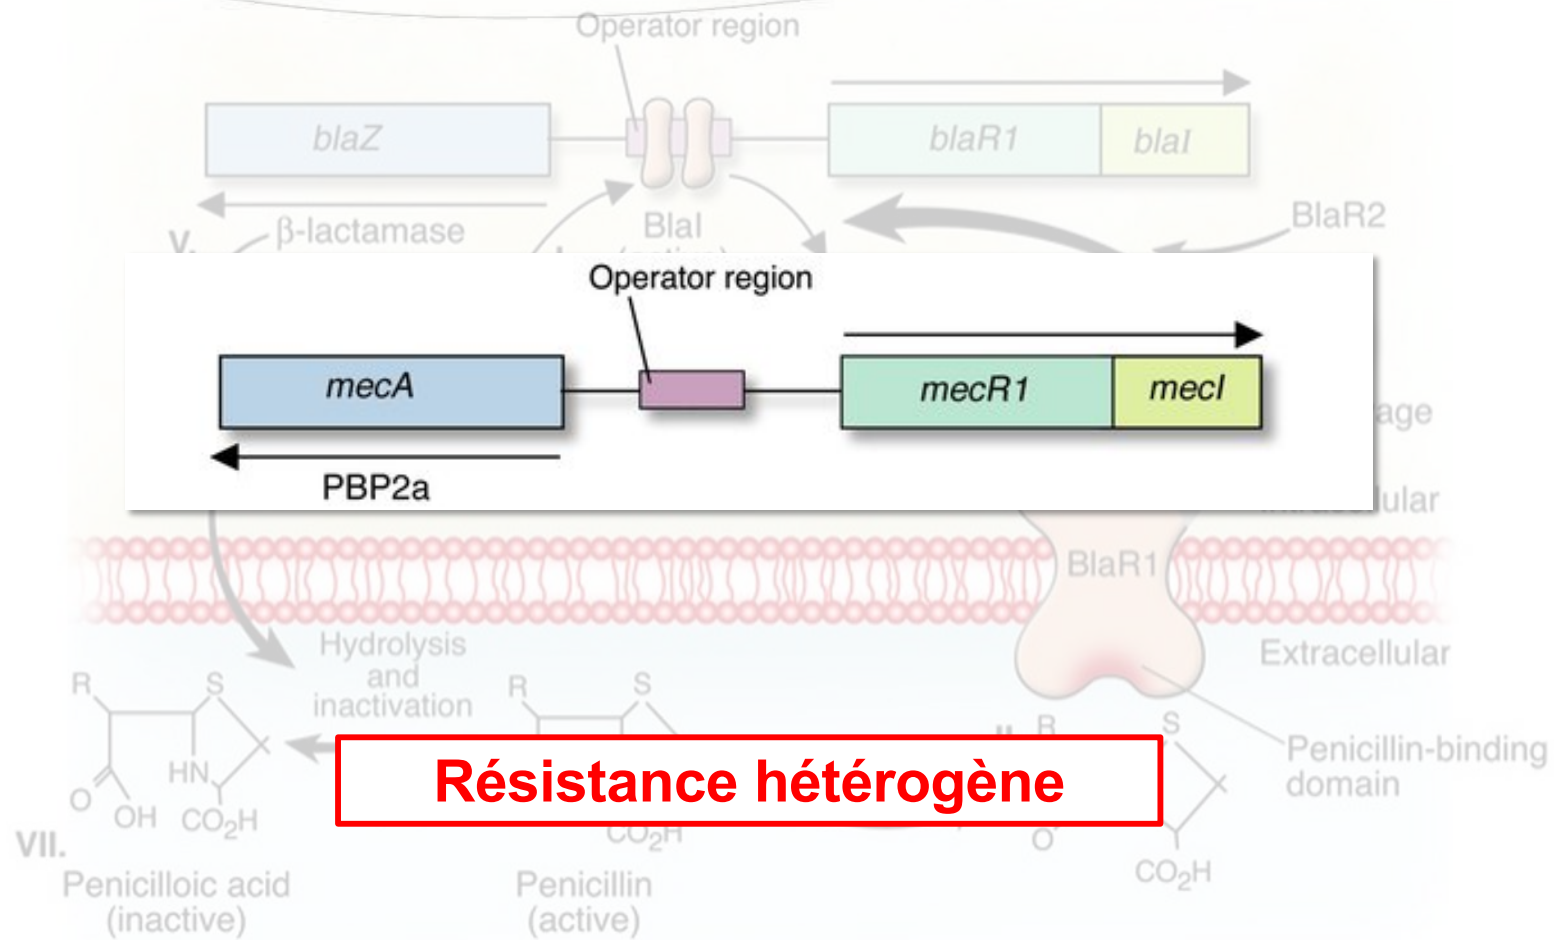 Operator region
blaZ
blaR1
blaI
β-lactamase
BlaI
BlaR2
V.
Operator region
mecA
mecR1
mecI
PBP2a
BlaR1
Hydrolysis
and
inactivation
Extracellular
R
S
HN
O
OH
CO2H
R
S
CO2H
R
S
O
CO2H
Penicillin-binding
domain
Résistance hétérogène
VII.
Penicilloic acid
(inactive)
Penicillin
(active)